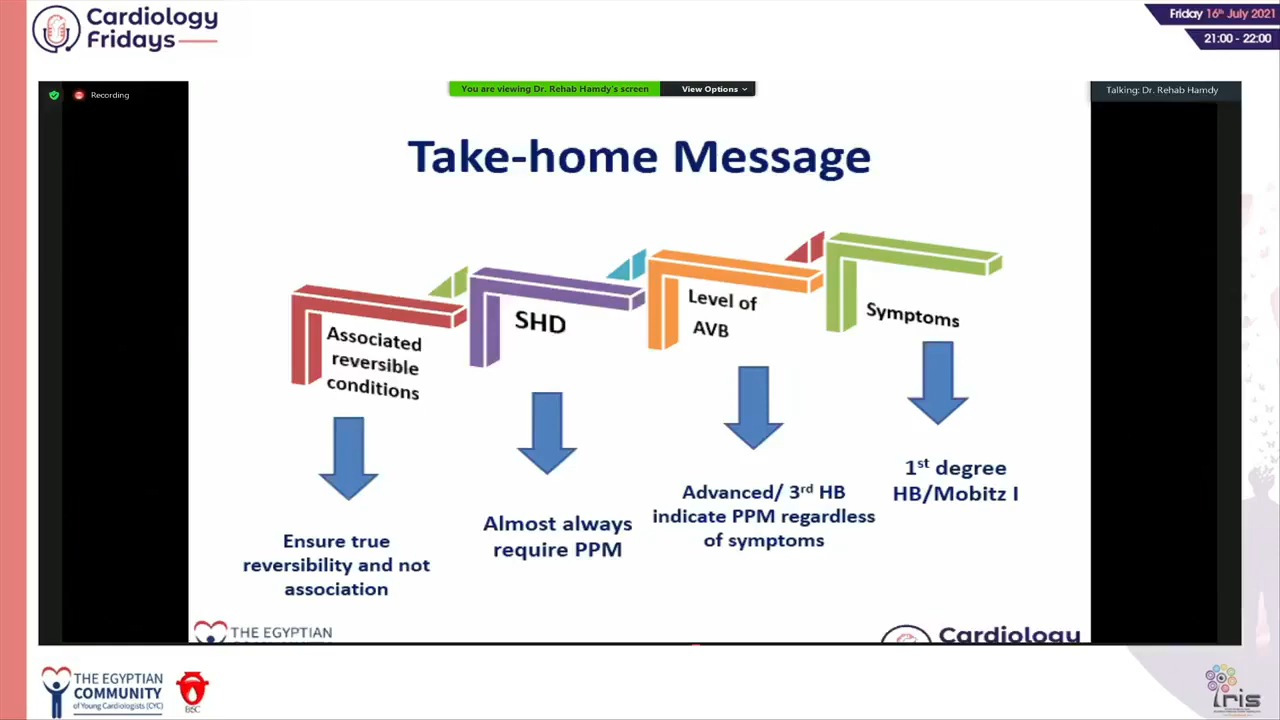 Cardiology
Fridays
Friday 16th July 2021
21:00 - 22:00
Recording
You are viewing Dr. Rehab Hamdy's screen
View Options
Talking: Dr. Rehab Hamdy
Take-home Message
Associated
reversible
conditions
SHD
Level of
AVB
Symptoms
Ensure true
reversibility and not
association
Almost always
require PPM
Advanced/ 3rd HB
indicate PPM regardless
of symptoms
1st degree
HB/Mobitz I
THE EGYPTIAN
Cardiology
THE EGYPTIAN
COMMUNITY
of Young Cardiologists (CYC)
Iris